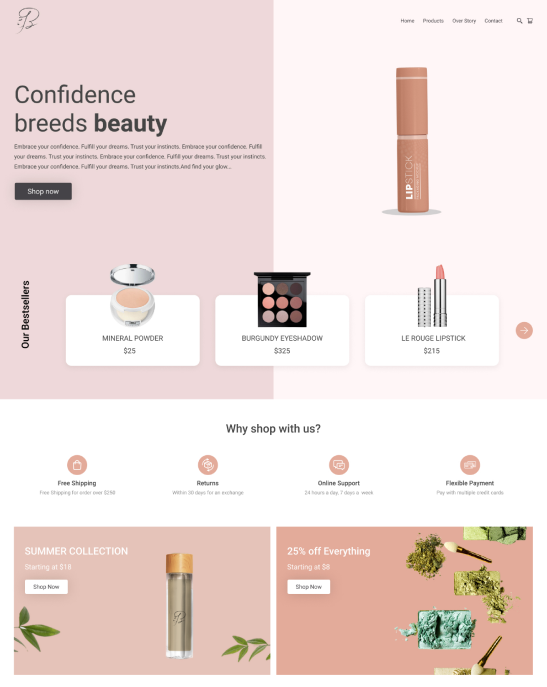 B
Home Products Over Story Contact
Confidence
breeds beauty
Embrace your confidence. Fulfill your dreams. Trust your instincts. Embrace your confidence. Fulfill
your dreams. Trust your instincts. Embrace your confidence. Fulfill your dreams. Trust your instincts.
Embrace your confidence. Fulfill your dreams. Trust your instincts.And find your glow...
Shop now
LIPSTICK
Our Bestsellers
MINERAL POWDER
$25
BURGUNDY EYESHADOW
$325
LE ROUGE LIPSTICK
$215
Why shop with us?
Free Shipping
Free Shipping for order over $280
Returns
Within 30 days for an exchange
Online Support
24 hours a day, 7 days a week
Flexible Payment
Pay with multiple credit cards
SUMMER COLLECTION
Starting at $18
Shop Now
B
25% off Everything
Starting at $8
Shop Now